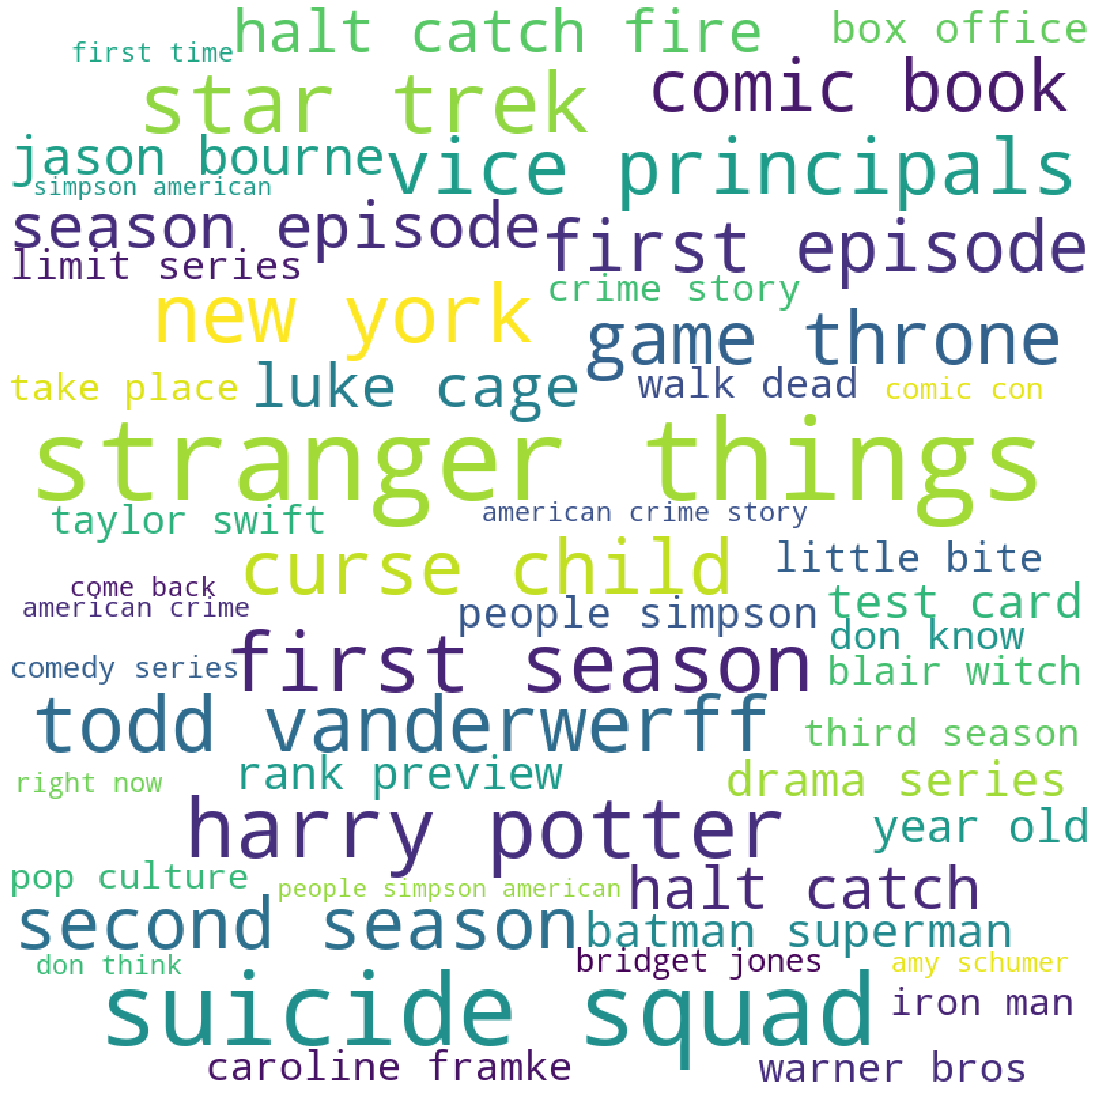 halt catch fire
box office
first time
star trek
comic book
jason bourne
vice principals
simpson american
season episode
first episode
limit series
crime story
new york
game throne
take place
luke cage
walk dead
comic con
stranger things
taylor swift
american crime story
curse child
little bite
come back
american crime
people simpson
test card
don know
comedy series
first season
blair witch
todd vanderwerff
third season
right now
rank preview
drama series
harry potter
year old
pop culture
people simpson american
halt catch
second season
batman superman
don think
bridget jones
amy schumer
suicide squad
iron man
caroline framke
warner bros